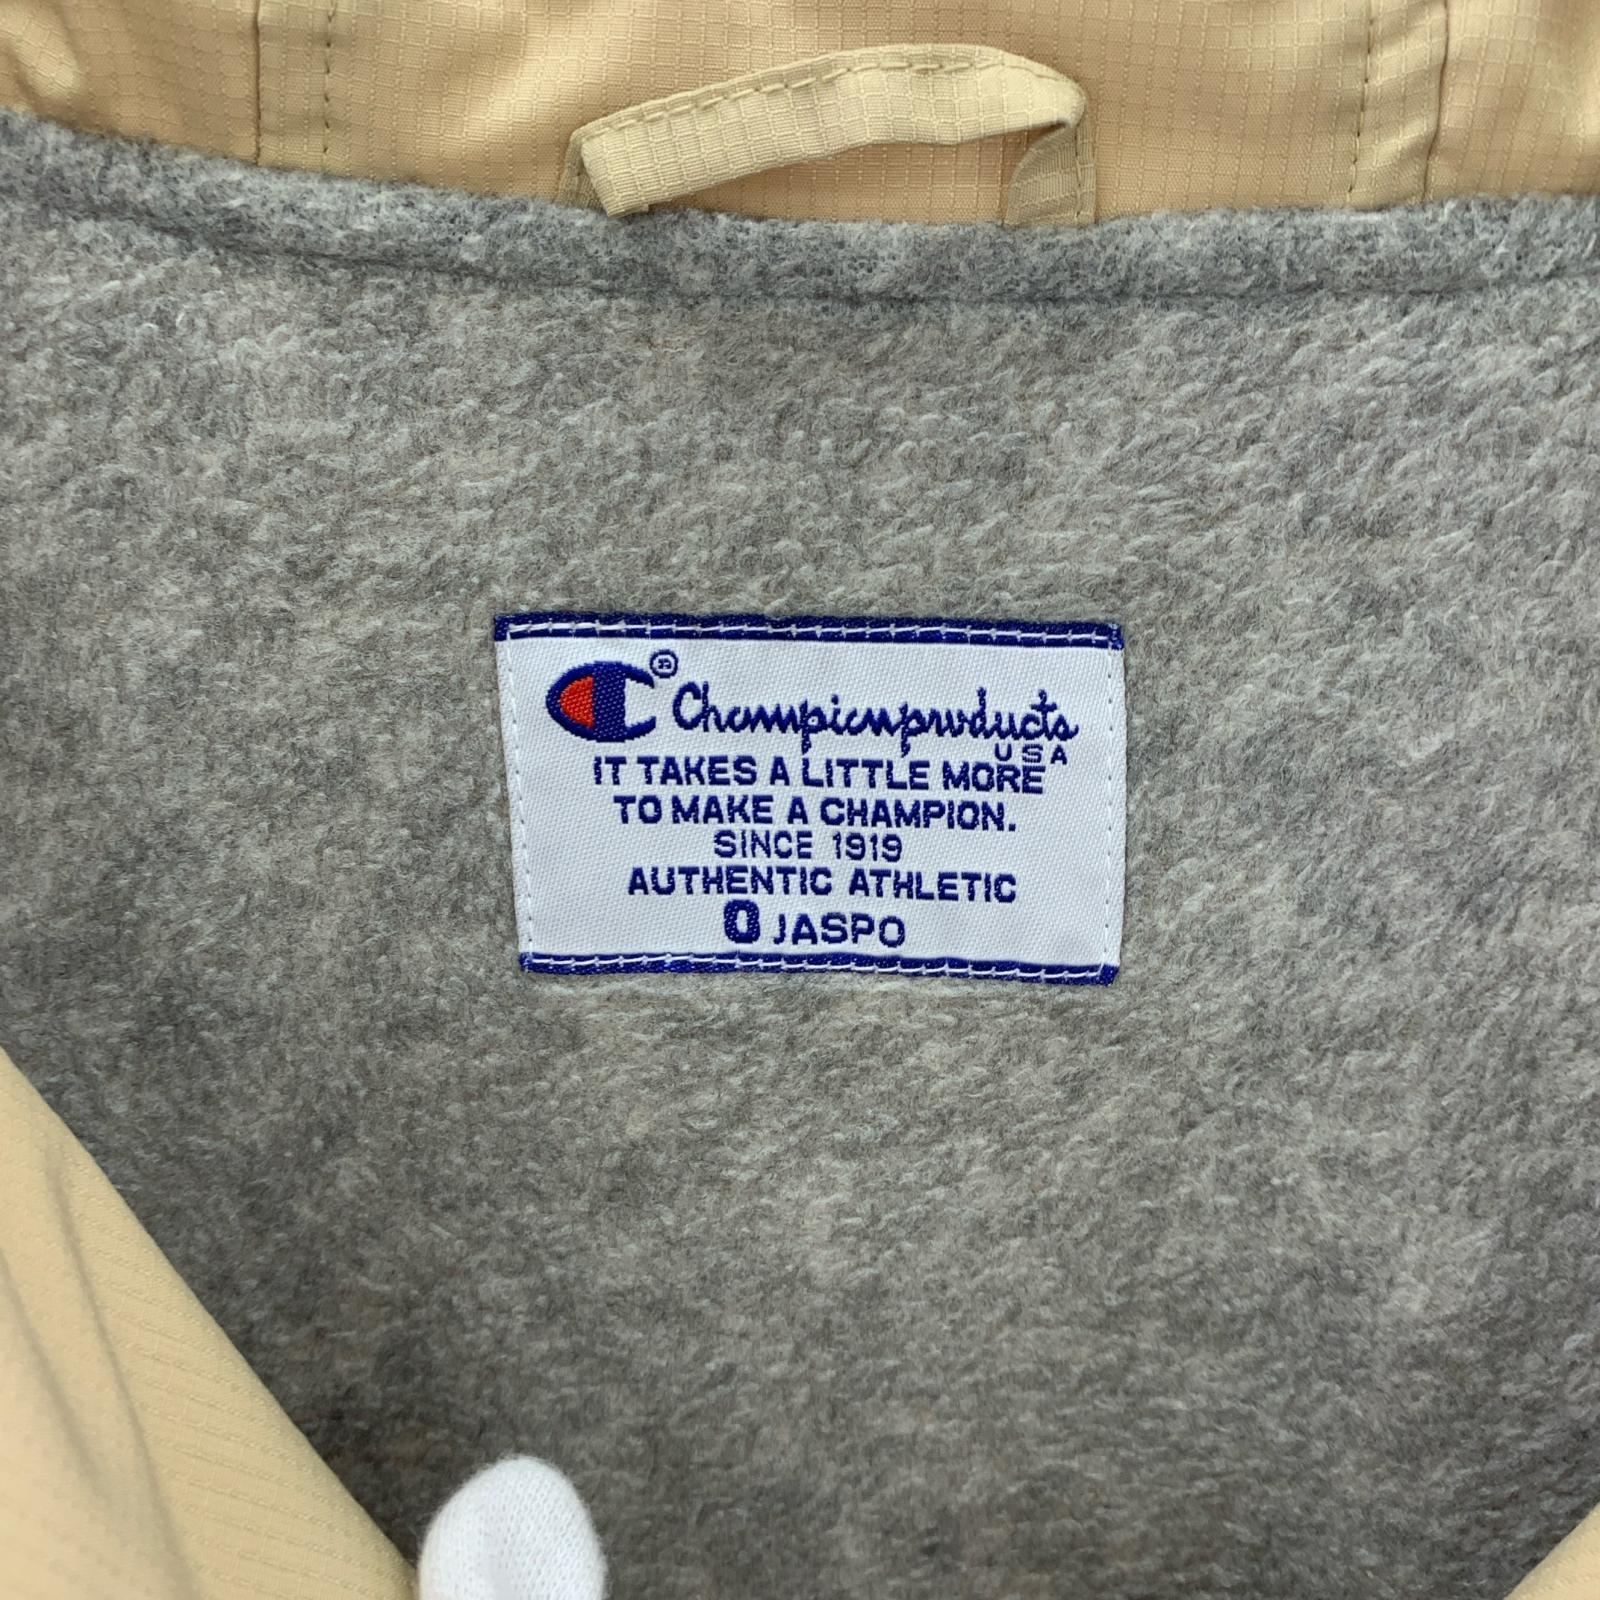 ® Championproducts
USA
IT TAKES A LITTLE MORE
TO MAKE A CHAMPION.
SINCE 1919
AUTHENTIC ATHLETIC
O JASPO